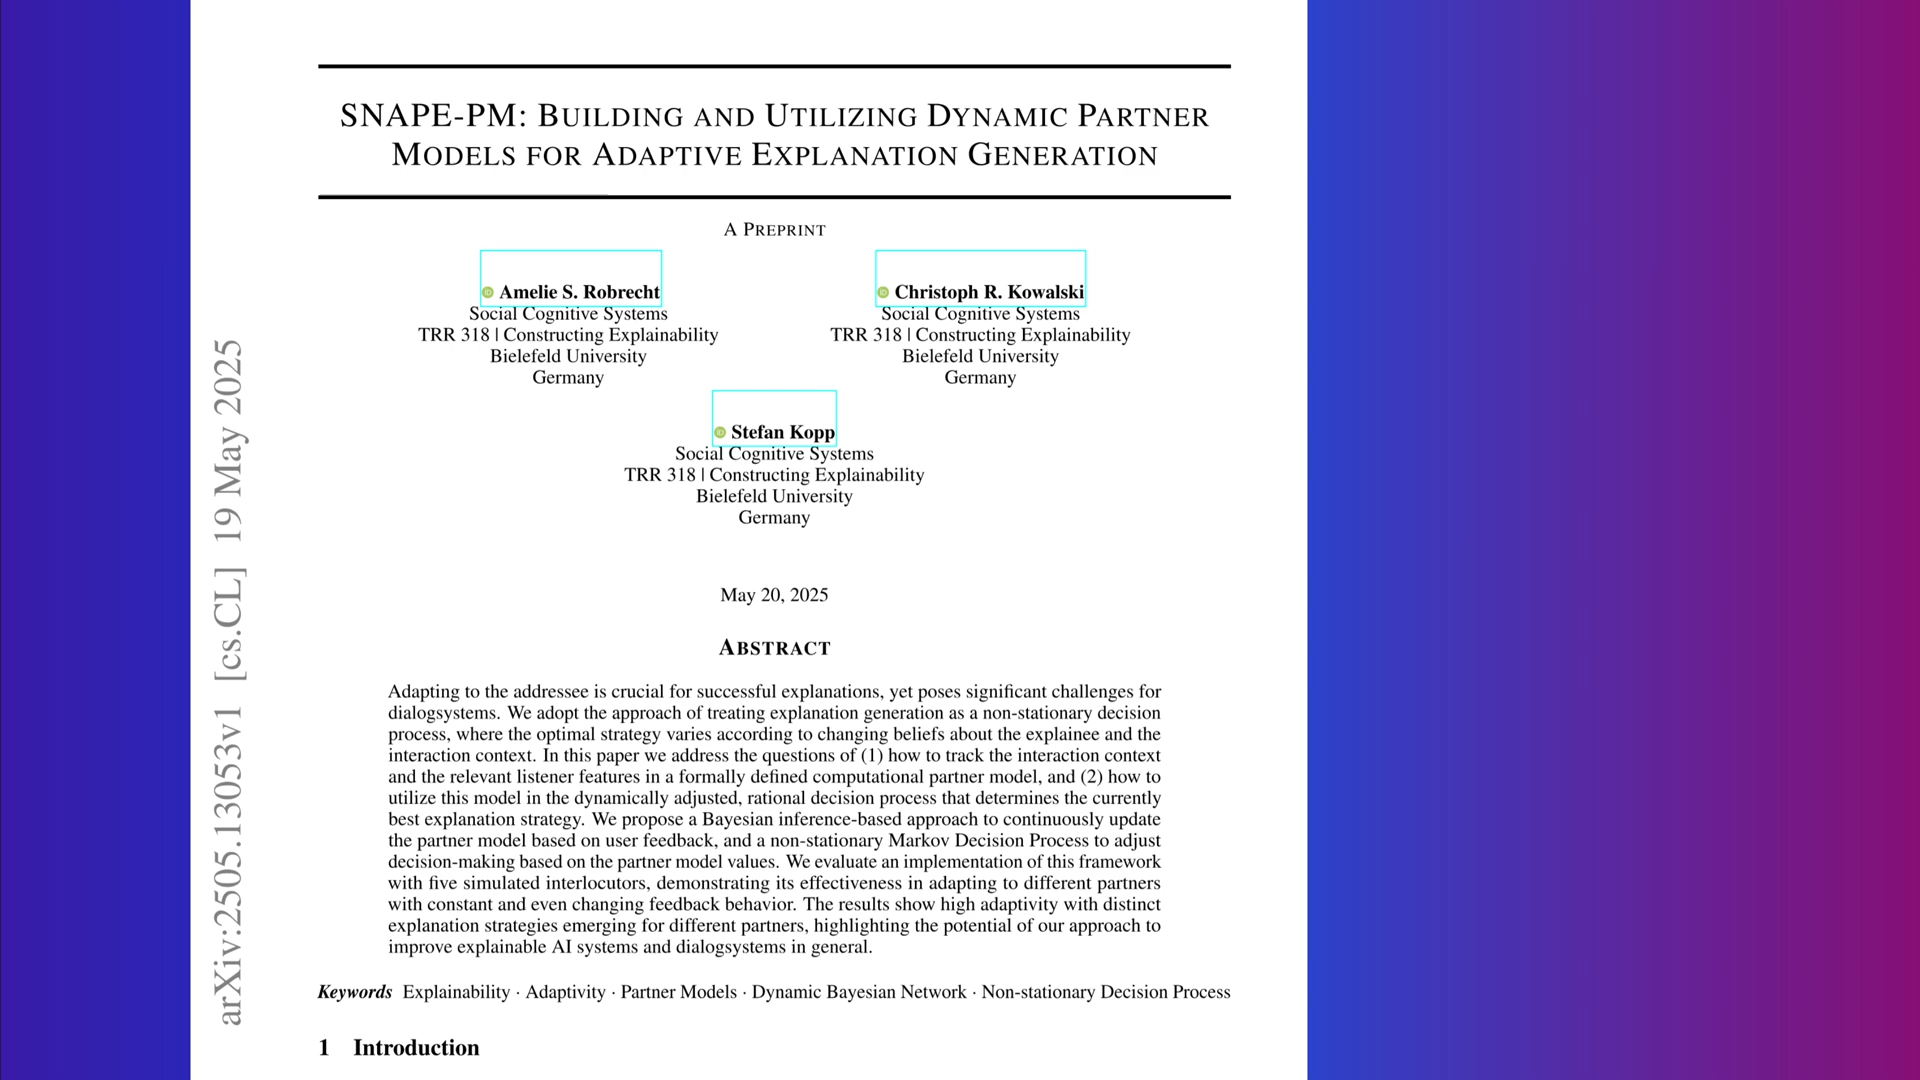 SNAPE-PM: BUILDING AND UTILIZING DYNAMIC PARTNER
MODELS FOR ADAPTIVE EXPLANATION GENERATION
A PREPRINT
Amelie S. Robrecht
Social Cognitive Systems
TRR 318 | Constructing Explainability
Bielefeld University
Germany
Christoph R. Kowalski
Social Cognitive Systems
TRR 318 | Constructing Explainability
Bielefeld University
Germany
Stefan Kopp
Social Cognitive Systems
TRR 318 | Constructing Explainability
Bielefeld University
Germany
May 20, 2025
ABSTRACT
Adapting to the addressee is crucial for successful explanations, yet poses significant challenges for
dialogsystems. We adopt the approach of treating explanation generation as a non-stationary decision
process, where the optimal strategy varies according to changing beliefs about the explainee and the
interaction context. In this paper we address the questions of (1) how to track the interaction context
and the relevant listener features in a formally defined computational partner model, and (2) how to
utilize this model in the dynamically adjusted, rational decision process that determines the currently
best explanation strategy. We propose a Bayesian inference-based approach to continuously update
the partner model based on user feedback, and a non-stationary Markov Decision Process to adjust
decision-making based on the partner model values. We evaluate an implementation of this framework
with five simulated interlocutors, demonstrating its effectiveness in adapting to different partners
with constant and even changing feedback behavior. The results show high adaptivity with distinct
explanation strategies emerging for different partners, highlighting the potential of our approach to
improve explainable AI systems and dialogsystems in general.
Keywords Explainability · Adaptivity · Partner Models · Dynamic Bayesian Network · Non-stationary Decision Process
1 Introduction
arXiv:2505.13053v1 [cs.CL] 19 May 2025